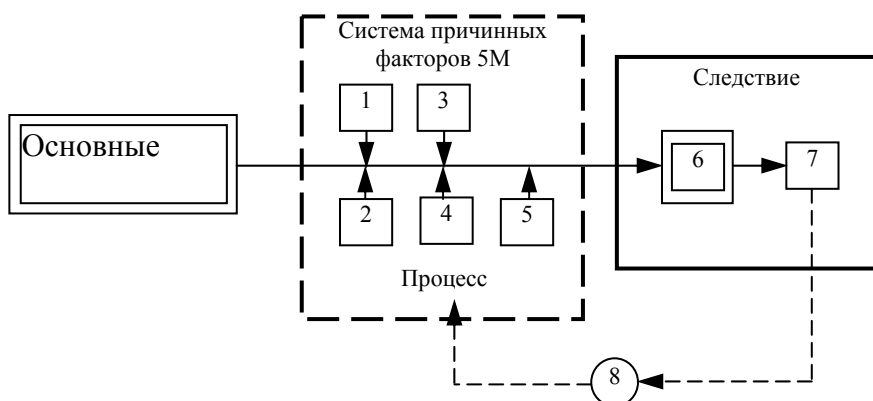 Система причинных
факторов 5М
Следствие
1
3
Основные
6
7
2
4
5
Процесс
8